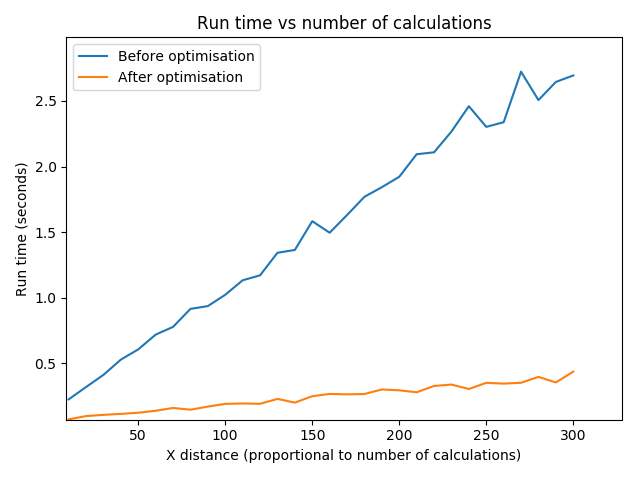 Run time vs number of calculations
Before optimisation
After optimisation
Run time (seconds)
2.5
2.0
1.5
1.0
0.5
50
100
150
200
250
300
X distance (proportional to number of calculations)